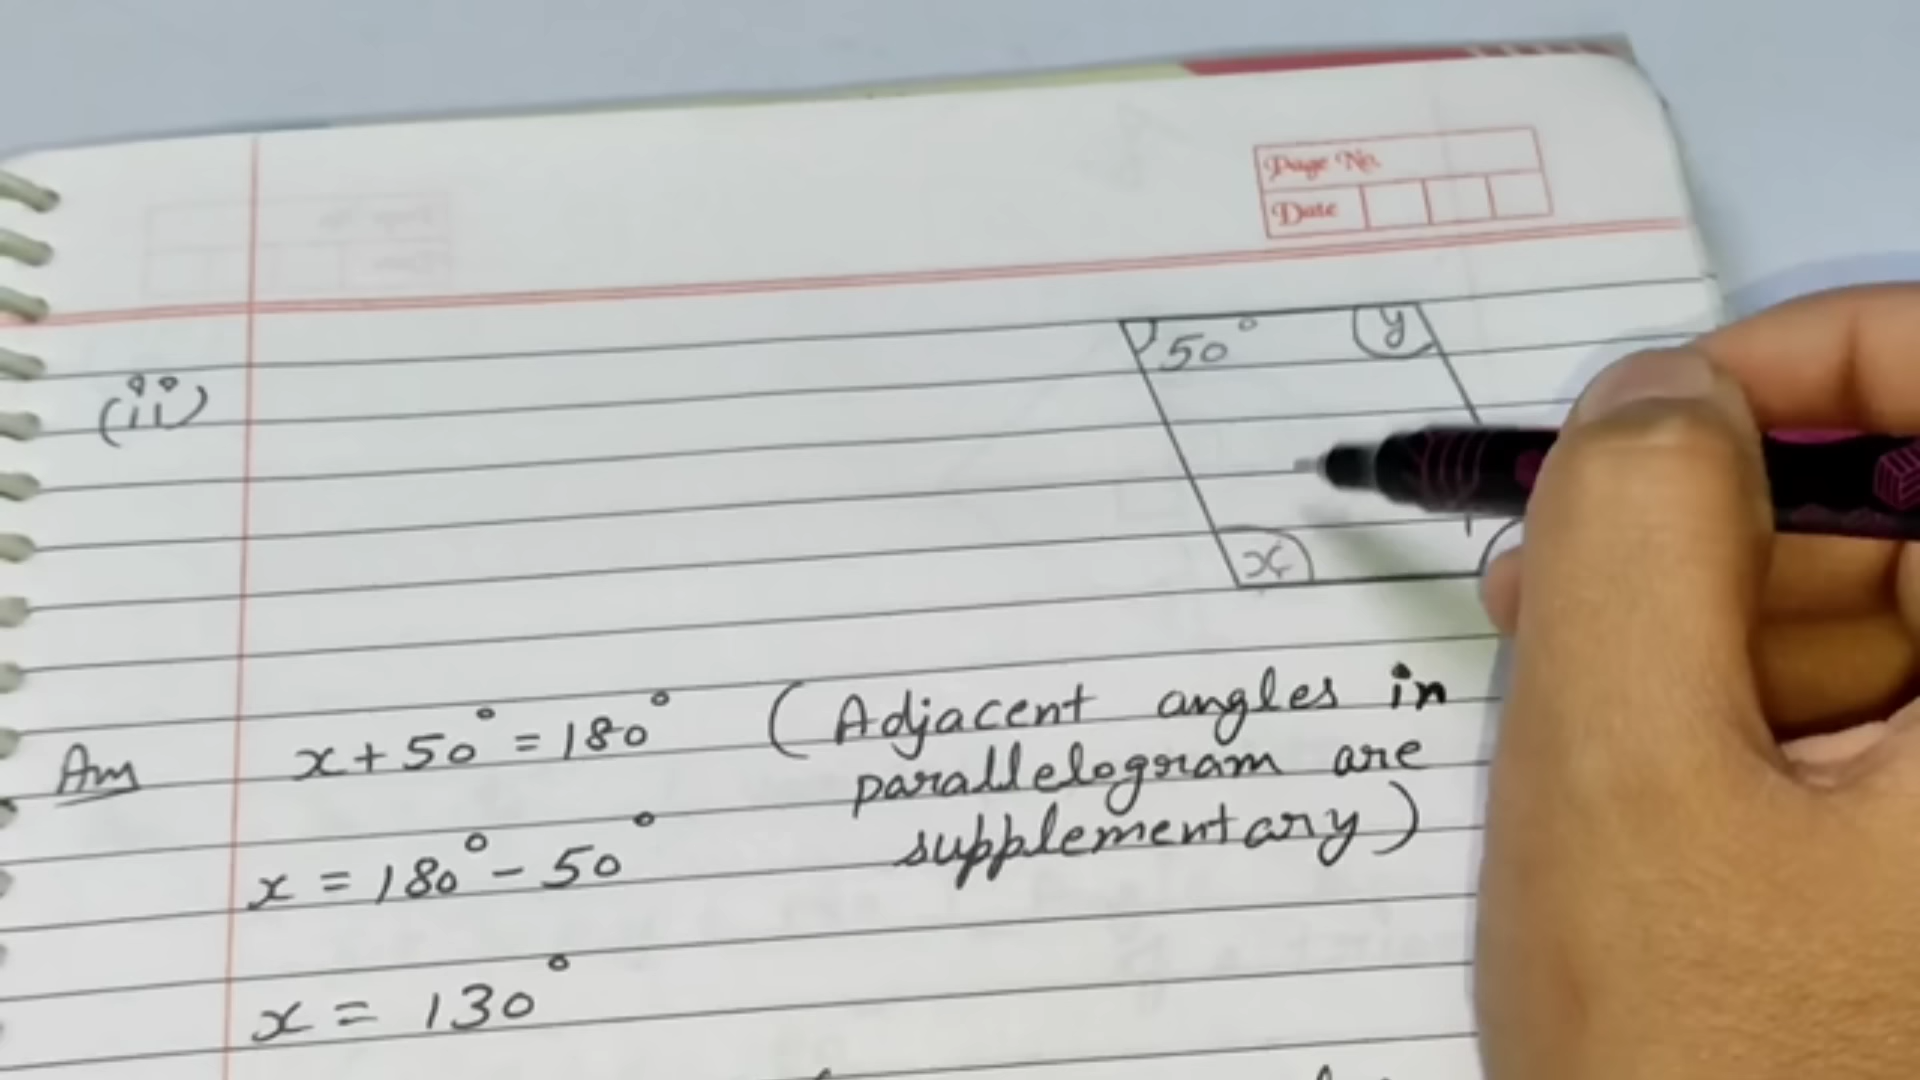 Page No.
Date
(ii)
50° y
x
Ans x + 50° = 180° (Adjacent angles in
parallelogram are
supplementary)
x = 180° - 50°
x = 130°